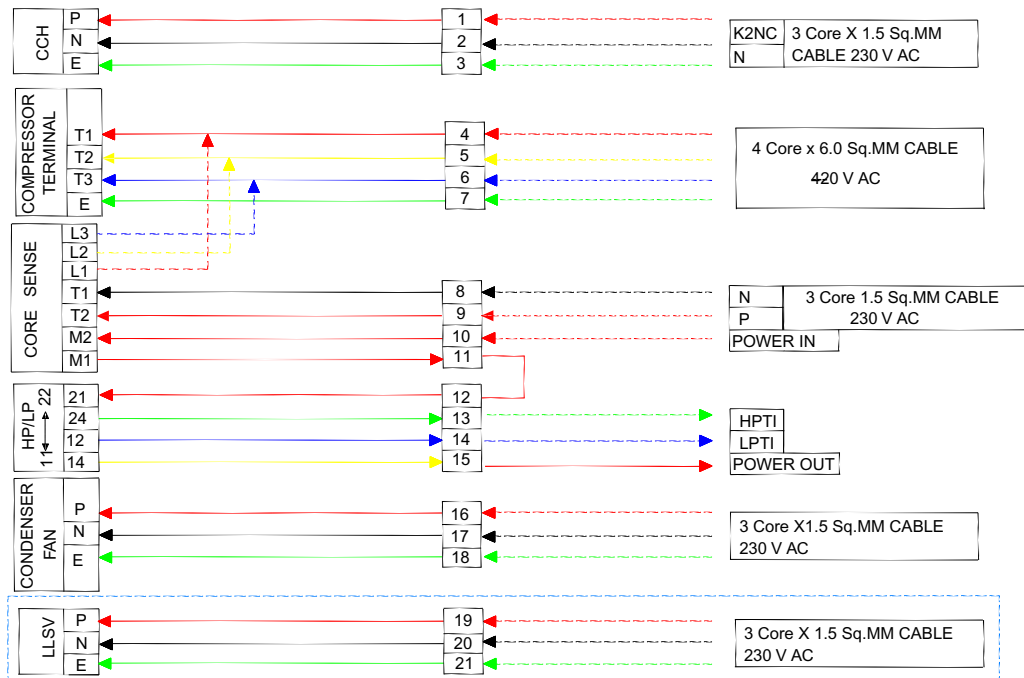 CCH
P
N
E
1
2
3
K2NC
N
3 Core X 1.5 Sq.MM
CABLE 230 V AC
COMPRESSOR
TERMINAL
T1
T2
T3
E
4
5
6
7
4 Core x 6.0 Sq.MM CABLE
420 V AC
CORE SENSE
L3
L2
L1
T1
T2
M2
M1
8
9
10
11
N
P
POWER IN
3 Core 1.5 Sq.MM CABLE
230 V AC
HP/LP
11 22
21
24
12
14
12
13
14
15
HPTI
LPTI
POWER OUT
CONDENSER
FAN
P
N
E
16
17
18
3 Core X1.5 Sq.MM CABLE
230 V AC
LLSV
P
N
E
19
20
21
3 Core X 1.5 Sq.MM CABLE
230 V AC